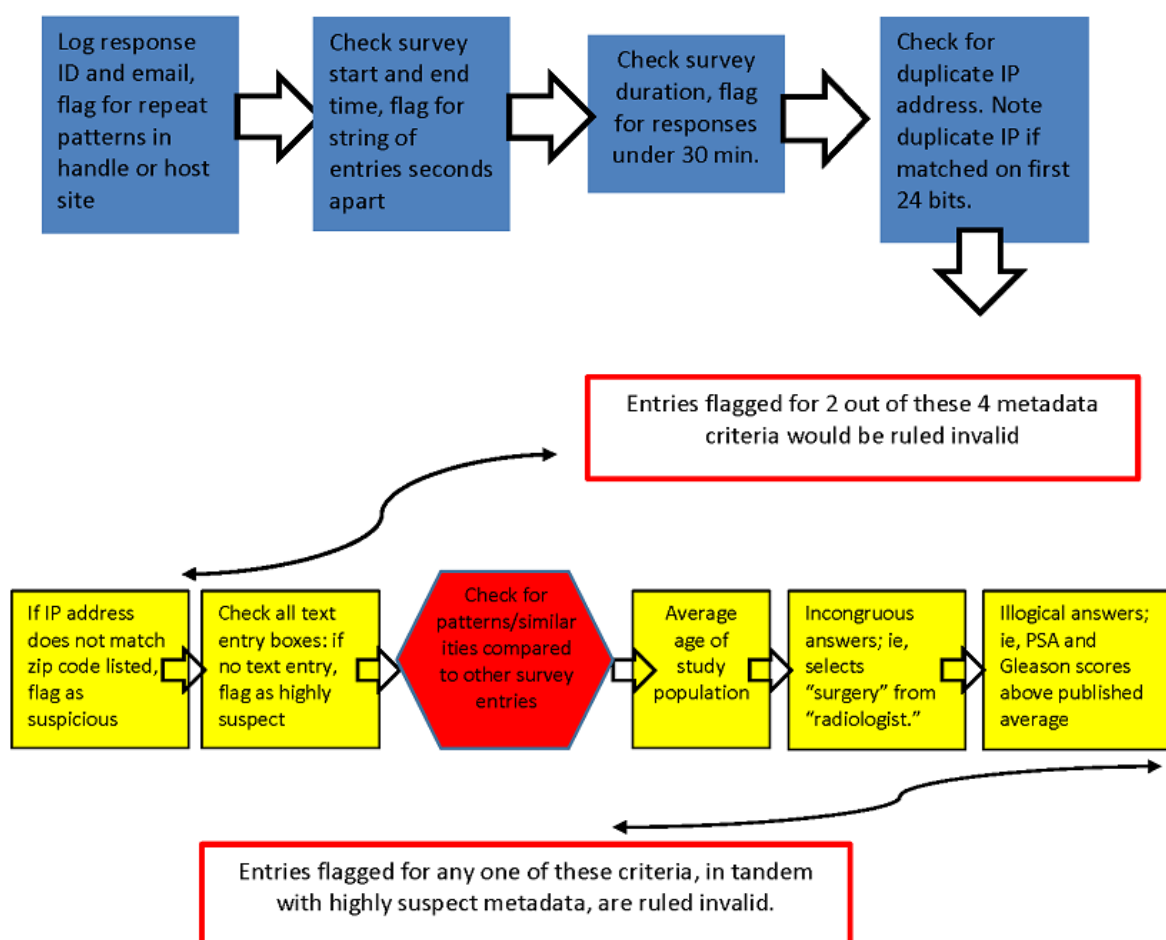 Log response
ID and email,
flag for repeat
patterns in
handle or host
site
Check survey
start and end
time, flag for
string of
entries seconds
apart
Check survey
duration, flag
for responses
under 30 min.
Check for
duplicate IP
address. Note
duplicate IP if
matched on first
24 bits.
Entries flagged for 2 out of these 4 metadata
criteria would be ruled invalid
If IP address
does not match
zip code listed,
flag as
suspicious
Check all text
entry boxes: if
no text entry,
flag as highly
suspect
Check for
patterns/similar
ities compared
to other survey
entries
Average
age of
study
population
Incongruous
answers; ie,
selects
“surgery” from
“radiologist.”
Illogical answers;
ie, PSA and
Gleason scores
above published
average
Entries flagged for any one of these criteria, in tandem
with highly suspect metadata, are ruled invalid.